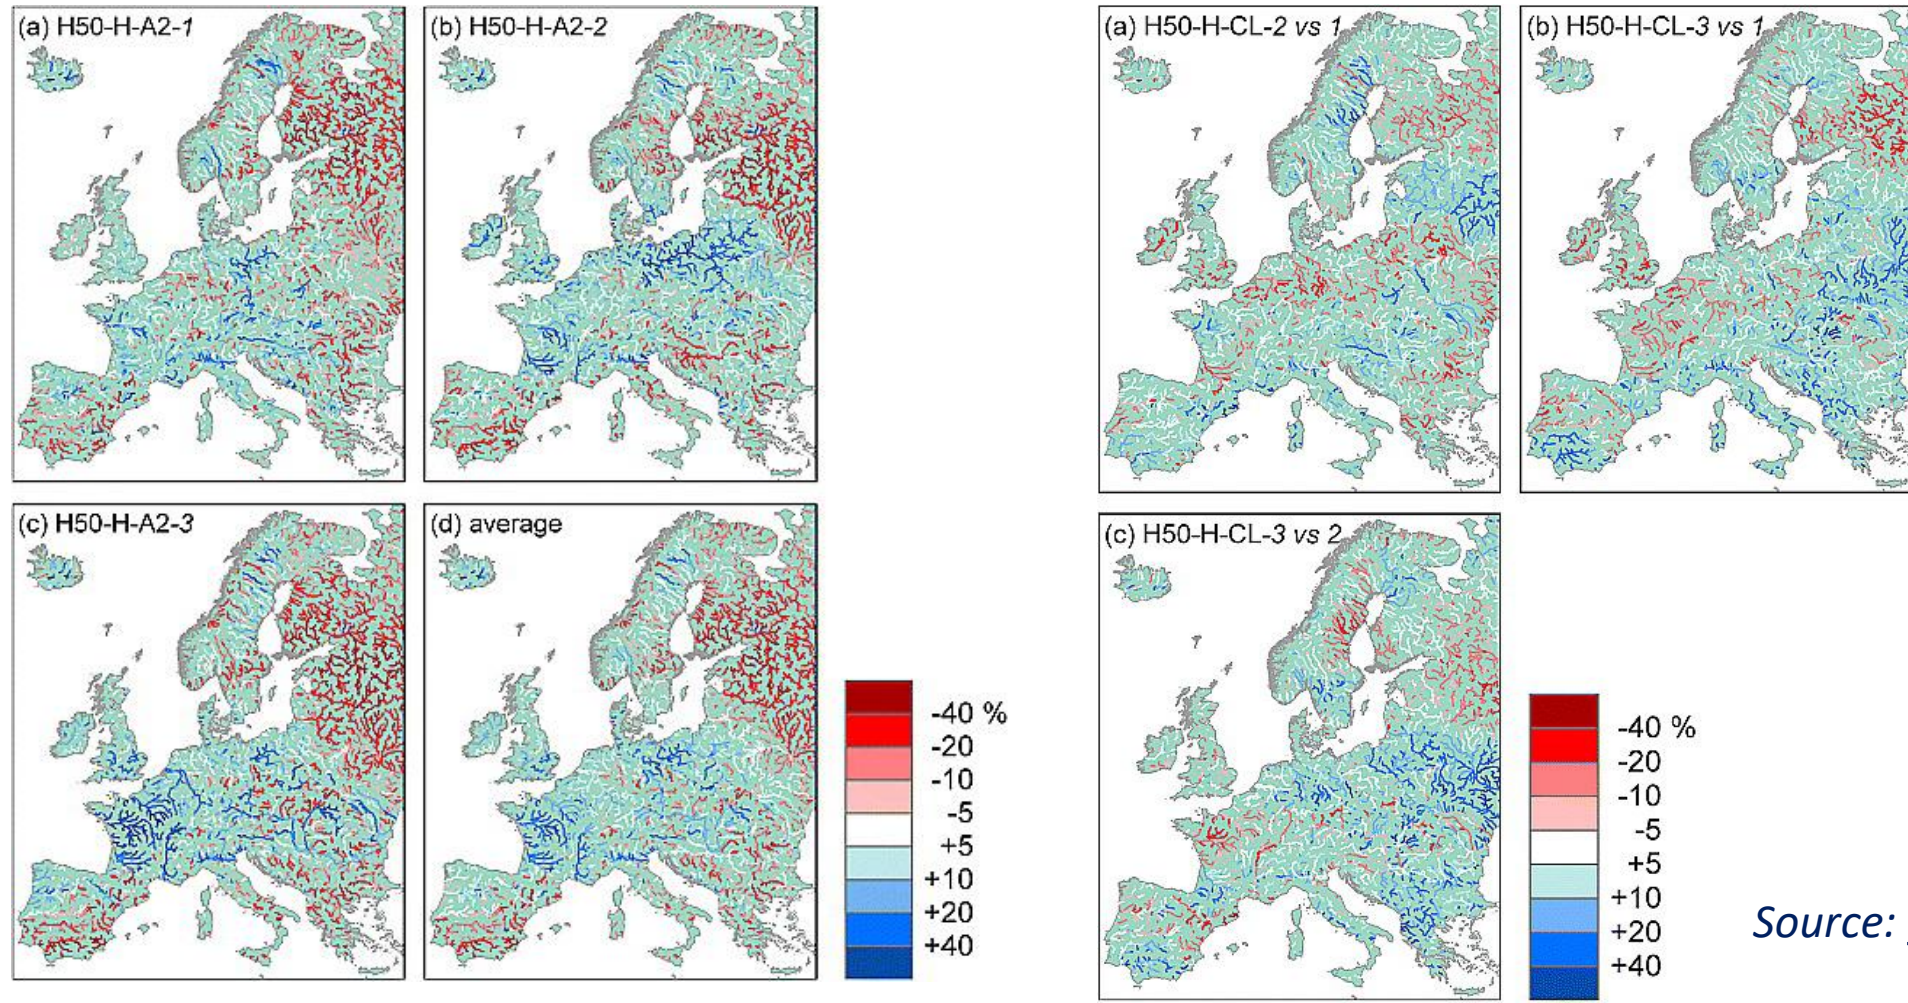 (a) H50-H-A2-1
(b) H50-H-A2-2
(c) H50-H-A2-3
(d) average
-40 %
-20
-10
-5
+5
+10
+20
+40
(a) H50-H-CL-2 vs 1
(b) H50-H-CL-3 vs 1
(c) H50-H-CL-3 vs 2
-40 %
-20
-10
-5
+5
+10
+20
+40
Source: